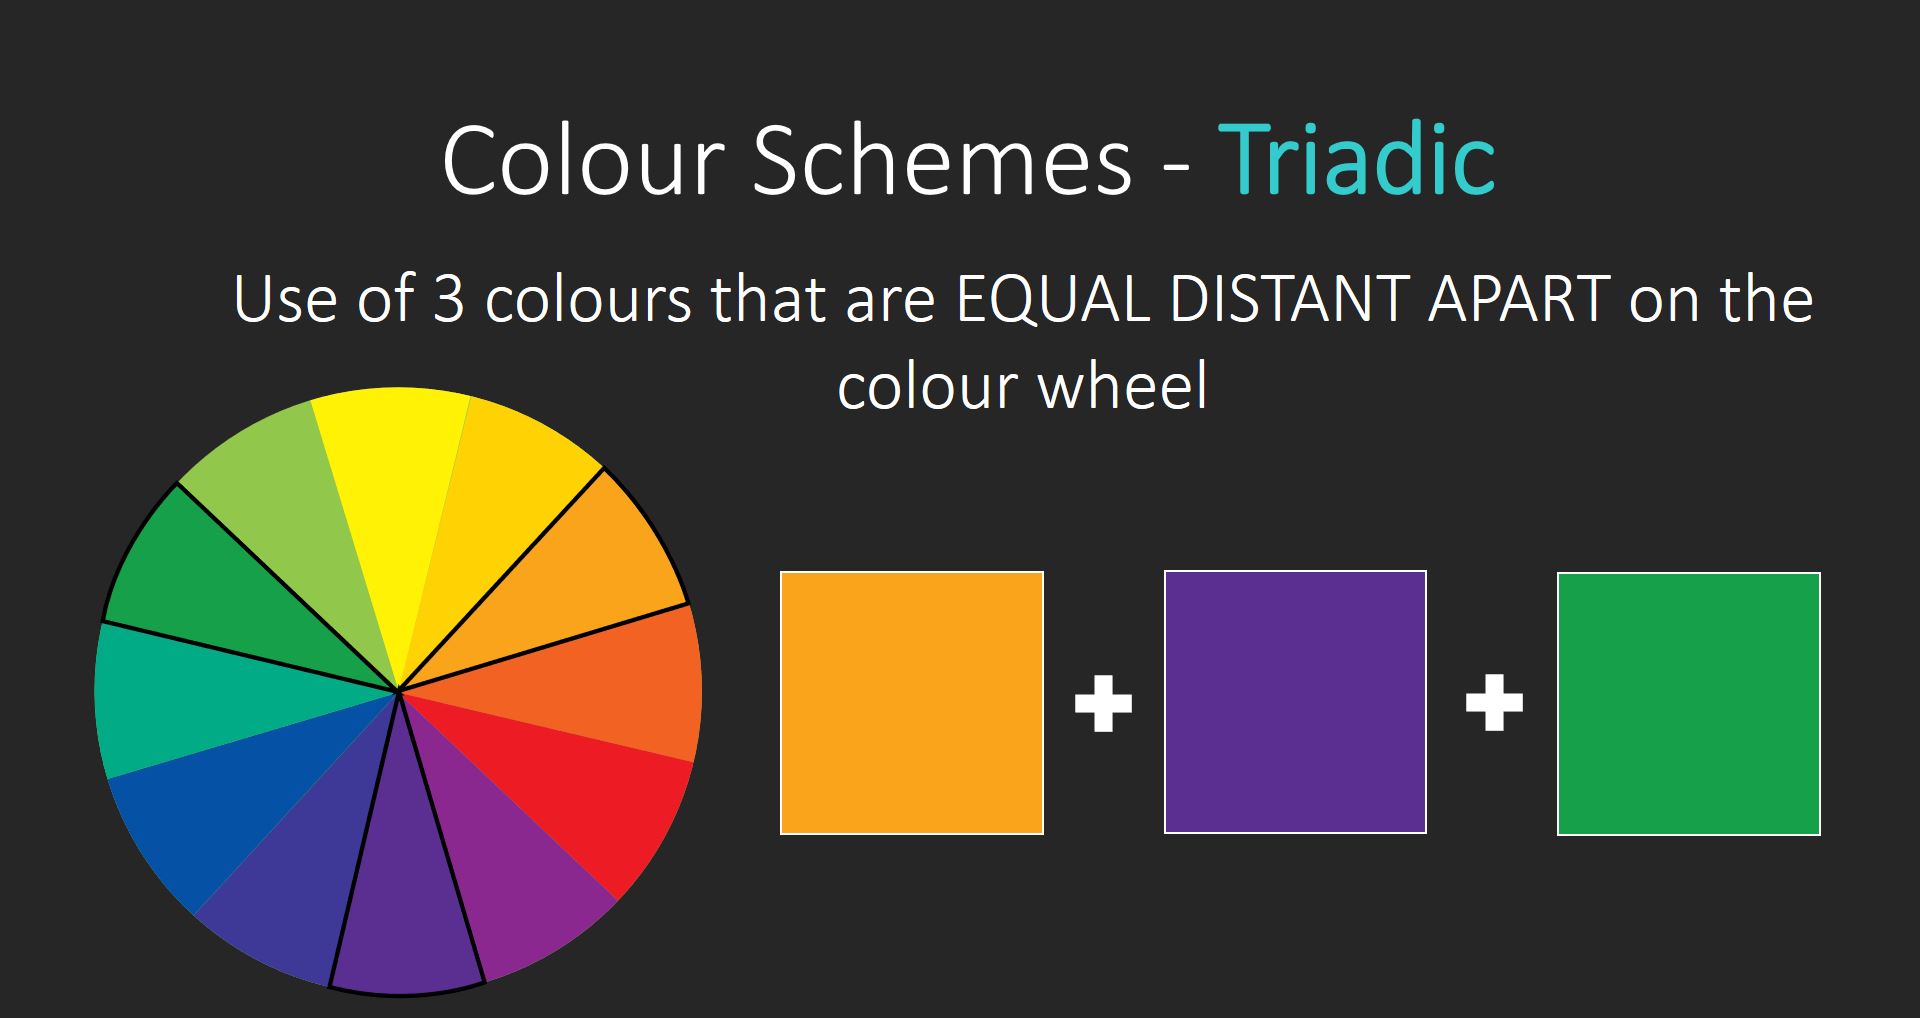 Colour Schemes - Triadic
Use of 3 colours that are EQUAL DISTANT APART on the
colour wheel